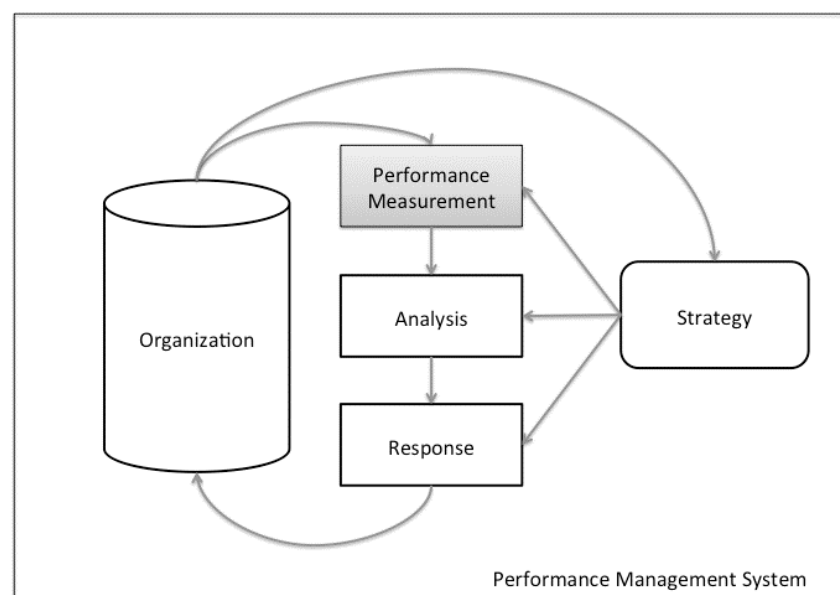 Performance
Measurement
Organization
Analysis
Strategy
Response
Performance Management System